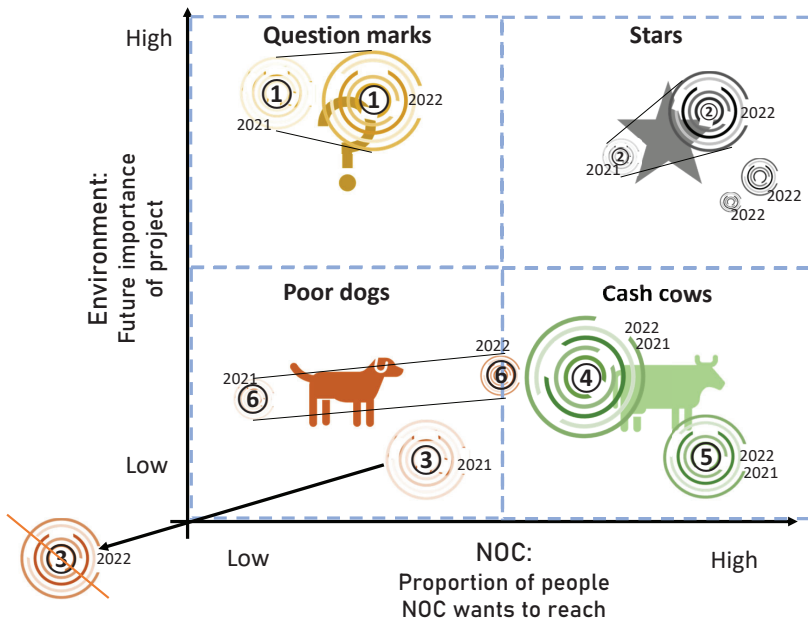 High
Question marks
Stars
1
1
2022
2021
2
2022
2
2021
2022
2022
Environment:
Future importance
of project
Poor dogs
Cash cows
2022
2021
2022
2021
6
6
4
3
2021
5
2022
2021
Low
3
2022
Low
NOC:
High
Proportion of people
NOC wants to reach